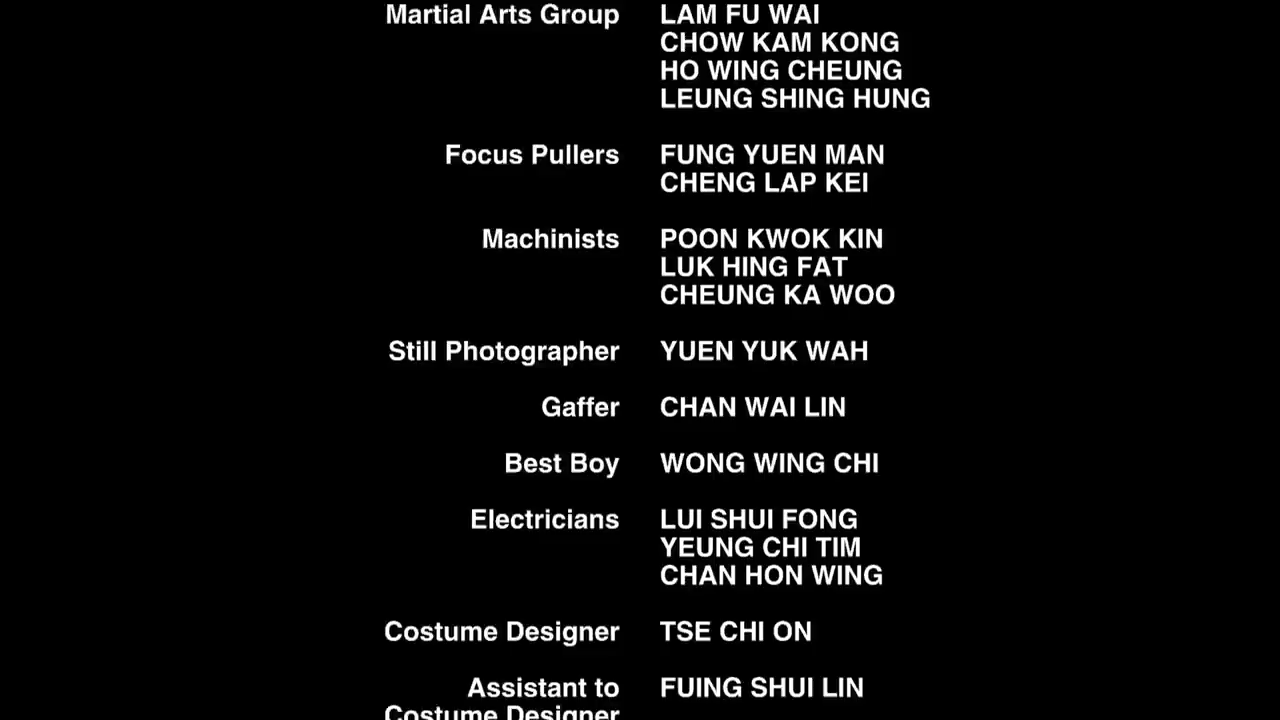 Martial Arts Group LAM FU WAI
CHOW KAM KONG
HO WING CHEUNG
LEUNG SHING HUNG
Focus Pullers FUNG YUEN MAN
CHENG LAP KEI
Machinists POON KWOK KIN
LUK HING FAT
CHEUNG KA WOO
Still Photographer YUEN YUK WAH
Gaffer CHAN WAI LIN
Best Boy WONG WING CHI
Electricians LUI SHUI FONG
YEUNG CHI TIM
CHAN HON WING
Costume Designer TSE CHI ON
Assistant to FUING SHUI LIN
Costume Designer